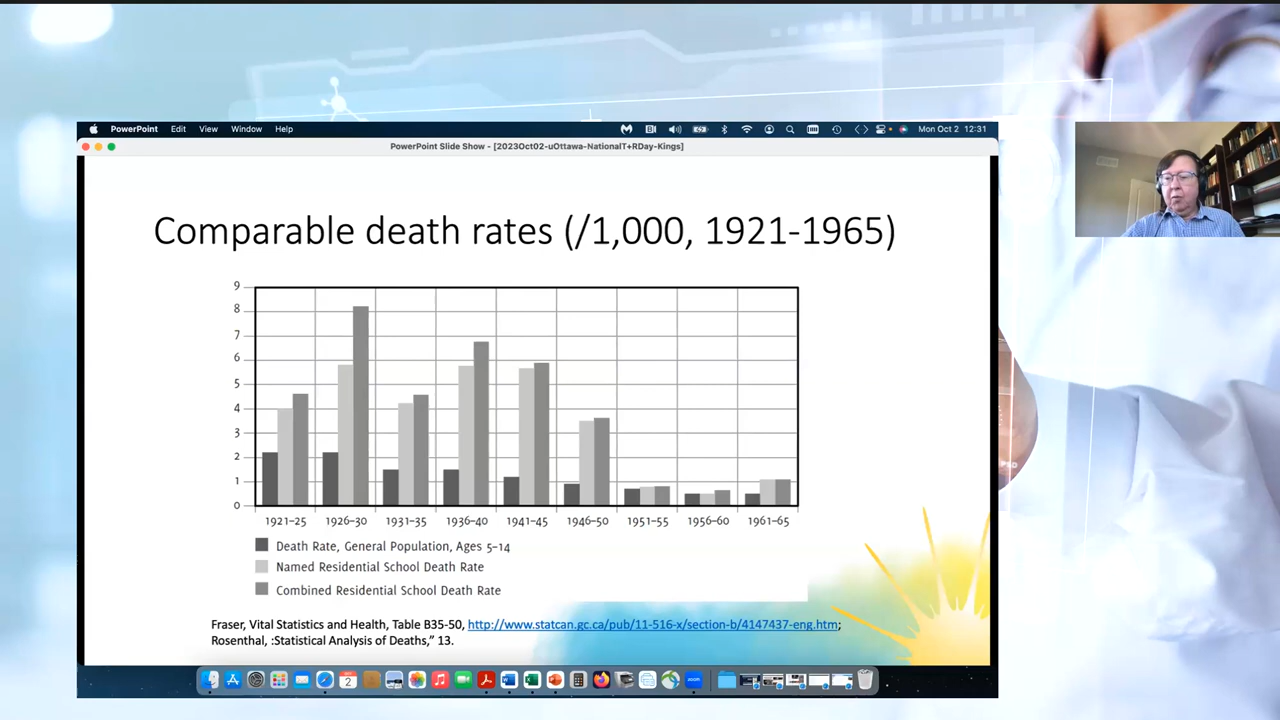 PowerPoint Edit View Window Help Mon Oct 2 12:31
PowerPoint Slide Show - [2023Oct02-uOttawa-NationalT+RDay-Kings]
Comparable death rates (/1,000, 1921-1965)
9
8
7
6
5
4
3
2
1
0
1921–25 1926–30 1931–35 1936–40 1941–45 1946–50 1951–55 1956–60 1961–65
Death Rate, General Population, Ages 5–14
Named Residential School Death Rate
Combined Residential School Death Rate
Fraser, Vital Statistics and Health, Table B35-50, http://www.statcan.gc.ca/pub/11-516-x/section-b/4147437-eng.htm;
Rosenthal, :Statistical Analysis of Deaths,” 13.
2
zoom